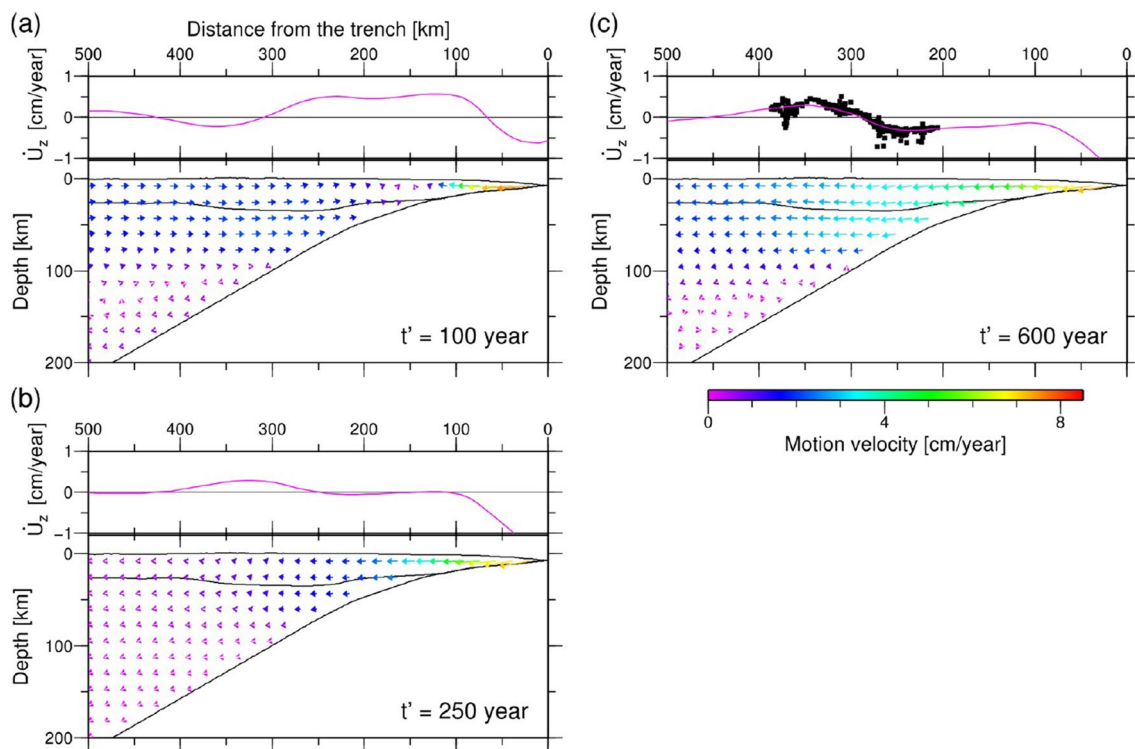 (a)
Distance from the trench [km]
500 400 300 200 100 0
1
0
−1
U̇z [cm/year]
0
100
200
Depth [km]
t' = 100 year
(b)
500 400 300 200 100 0
1
0
−1
U̇z [cm/year]
0
100
200
Depth [km]
t' = 250 year
(c)
500 400 300 200 100 0
1
0
−1
U̇z [cm/year]
0
100
200
Depth [km]
t' = 600 year
0 4 8
Motion velocity [cm/year]